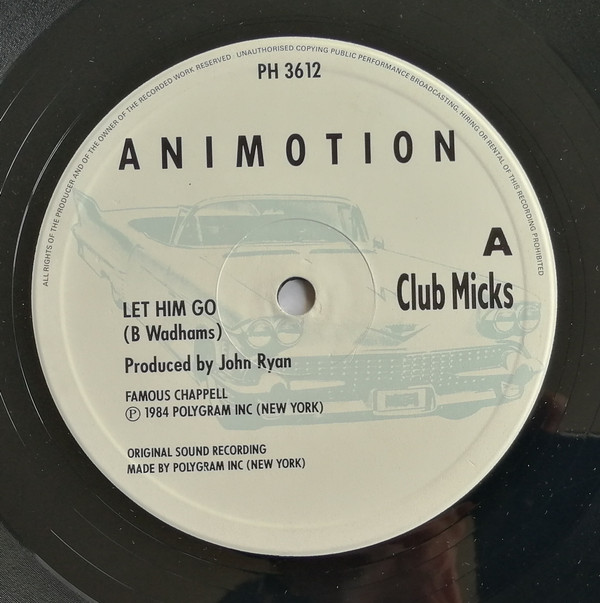 ALL RIGHTS OF THE PRODUCER AND OF THE OWNER OF THE RECORDED WORK RESERVED · UNAUTHORISED COPYING PUBLIC PERFORMANCE BROADCASTING, HIRING OR RENTAL OF THIS RECORDING PROHIBITED
PH 3612
ANIMOTION
A
Club Micks
LET HIM GO
(B Wadhams)
Produced by John Ryan
FAMOUS CHAPPELL
℗ 1984 POLYGRAM INC (NEW YORK)
ORIGINAL SOUND RECORDING
MADE BY POLYGRAM INC (NEW YORK)